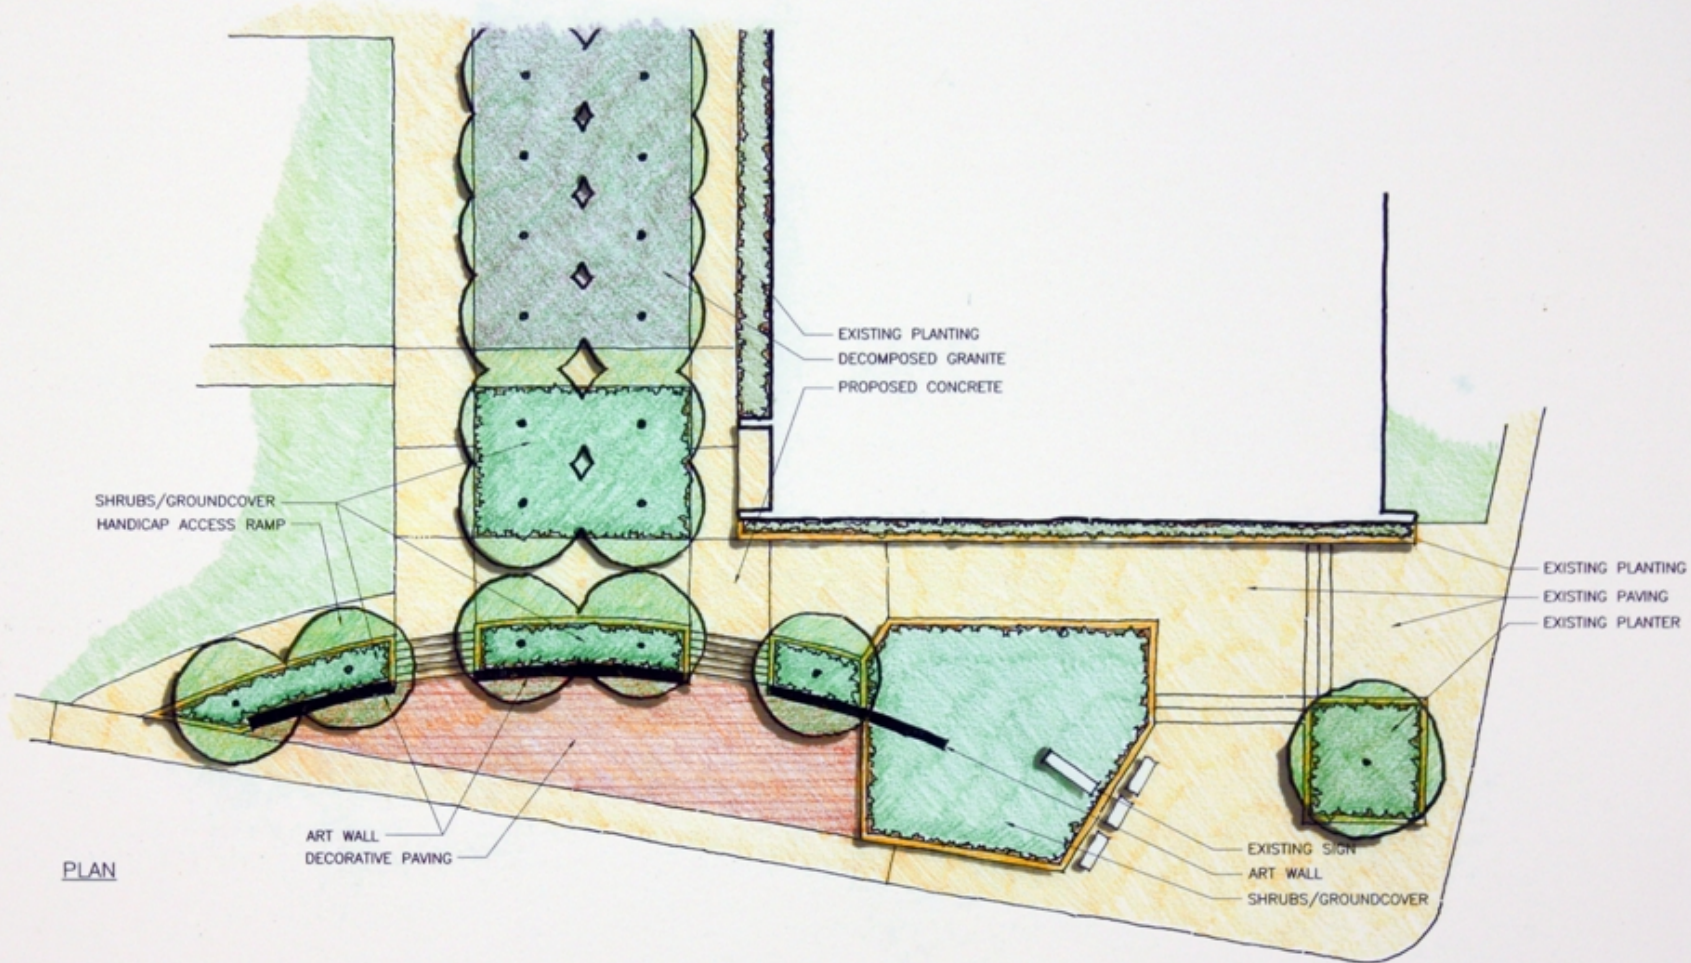 EXISTING PLANTING
DECOMPOSED GRANITE
PROPOSED CONCRETE
SHRUBS/GROUNDCOVER
HANDICAP ACCESS RAMP
EXISTING PLANTING
EXISTING PAVING
EXISTING PLANTER
ART WALL
DECORATIVE PAVING
EXISTING SIGN
ART WALL
SHRUBS/GROUNDCOVER
PLAN